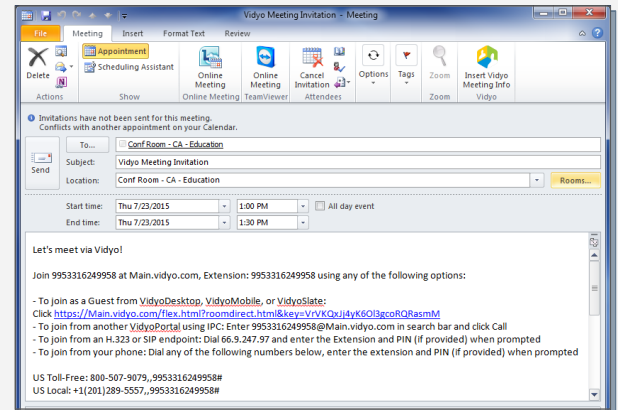 Vidyo Meeting Invitation - Meeting
File Meeting Insert Format Text Review
Delete
Appointment
Scheduling Assistant
Online Meeting
Online Meeting
Cancel Invitation
Options
Tags
Zoom
Insert Vidyo Meeting Info
Actions Show Online Meeting TeamViewer Attendees Zoom Vidyo
Invitations have not been sent for this meeting.
Conflicts with another appointment on your Calendar.
Send
To... Conf Room - CA - Education
Subject: Vidyo Meeting Invitation
Location: Conf Room - CA - Education Rooms...
Start time: Thu 7/23/2015 1:00 PM All day event
End time: Thu 7/23/2015 1:30 PM
Let's meet via Vidyo!
Join 9953316249958 at Main.vidyo.com, Extension: 9953316249958 using any of the following options:
- To join as a Guest from VidyoDesktop, VidyoMobile, or VidyoSlate:
Click https://Main.vidyo.com/flex.html?roomdirect.html&key=VrVKQxJj4yK6Ol3gcoRQRasmM
- To join from another VidyoPortal using IPC: Enter 9953316249958@Main.vidyo.com in search bar and click Call
- To join from an H.323 or SIP endpoint: Dial 66.9.247.97 and enter the Extension and PIN (if provided) when prompted
- To join from your phone: Dial any of the following numbers below, enter the extension and PIN (if provided) when prompted
US Toll-Free: 800-507-9079,,9953316249958#
US Local: +1(201)289-5557,,9953316249958#